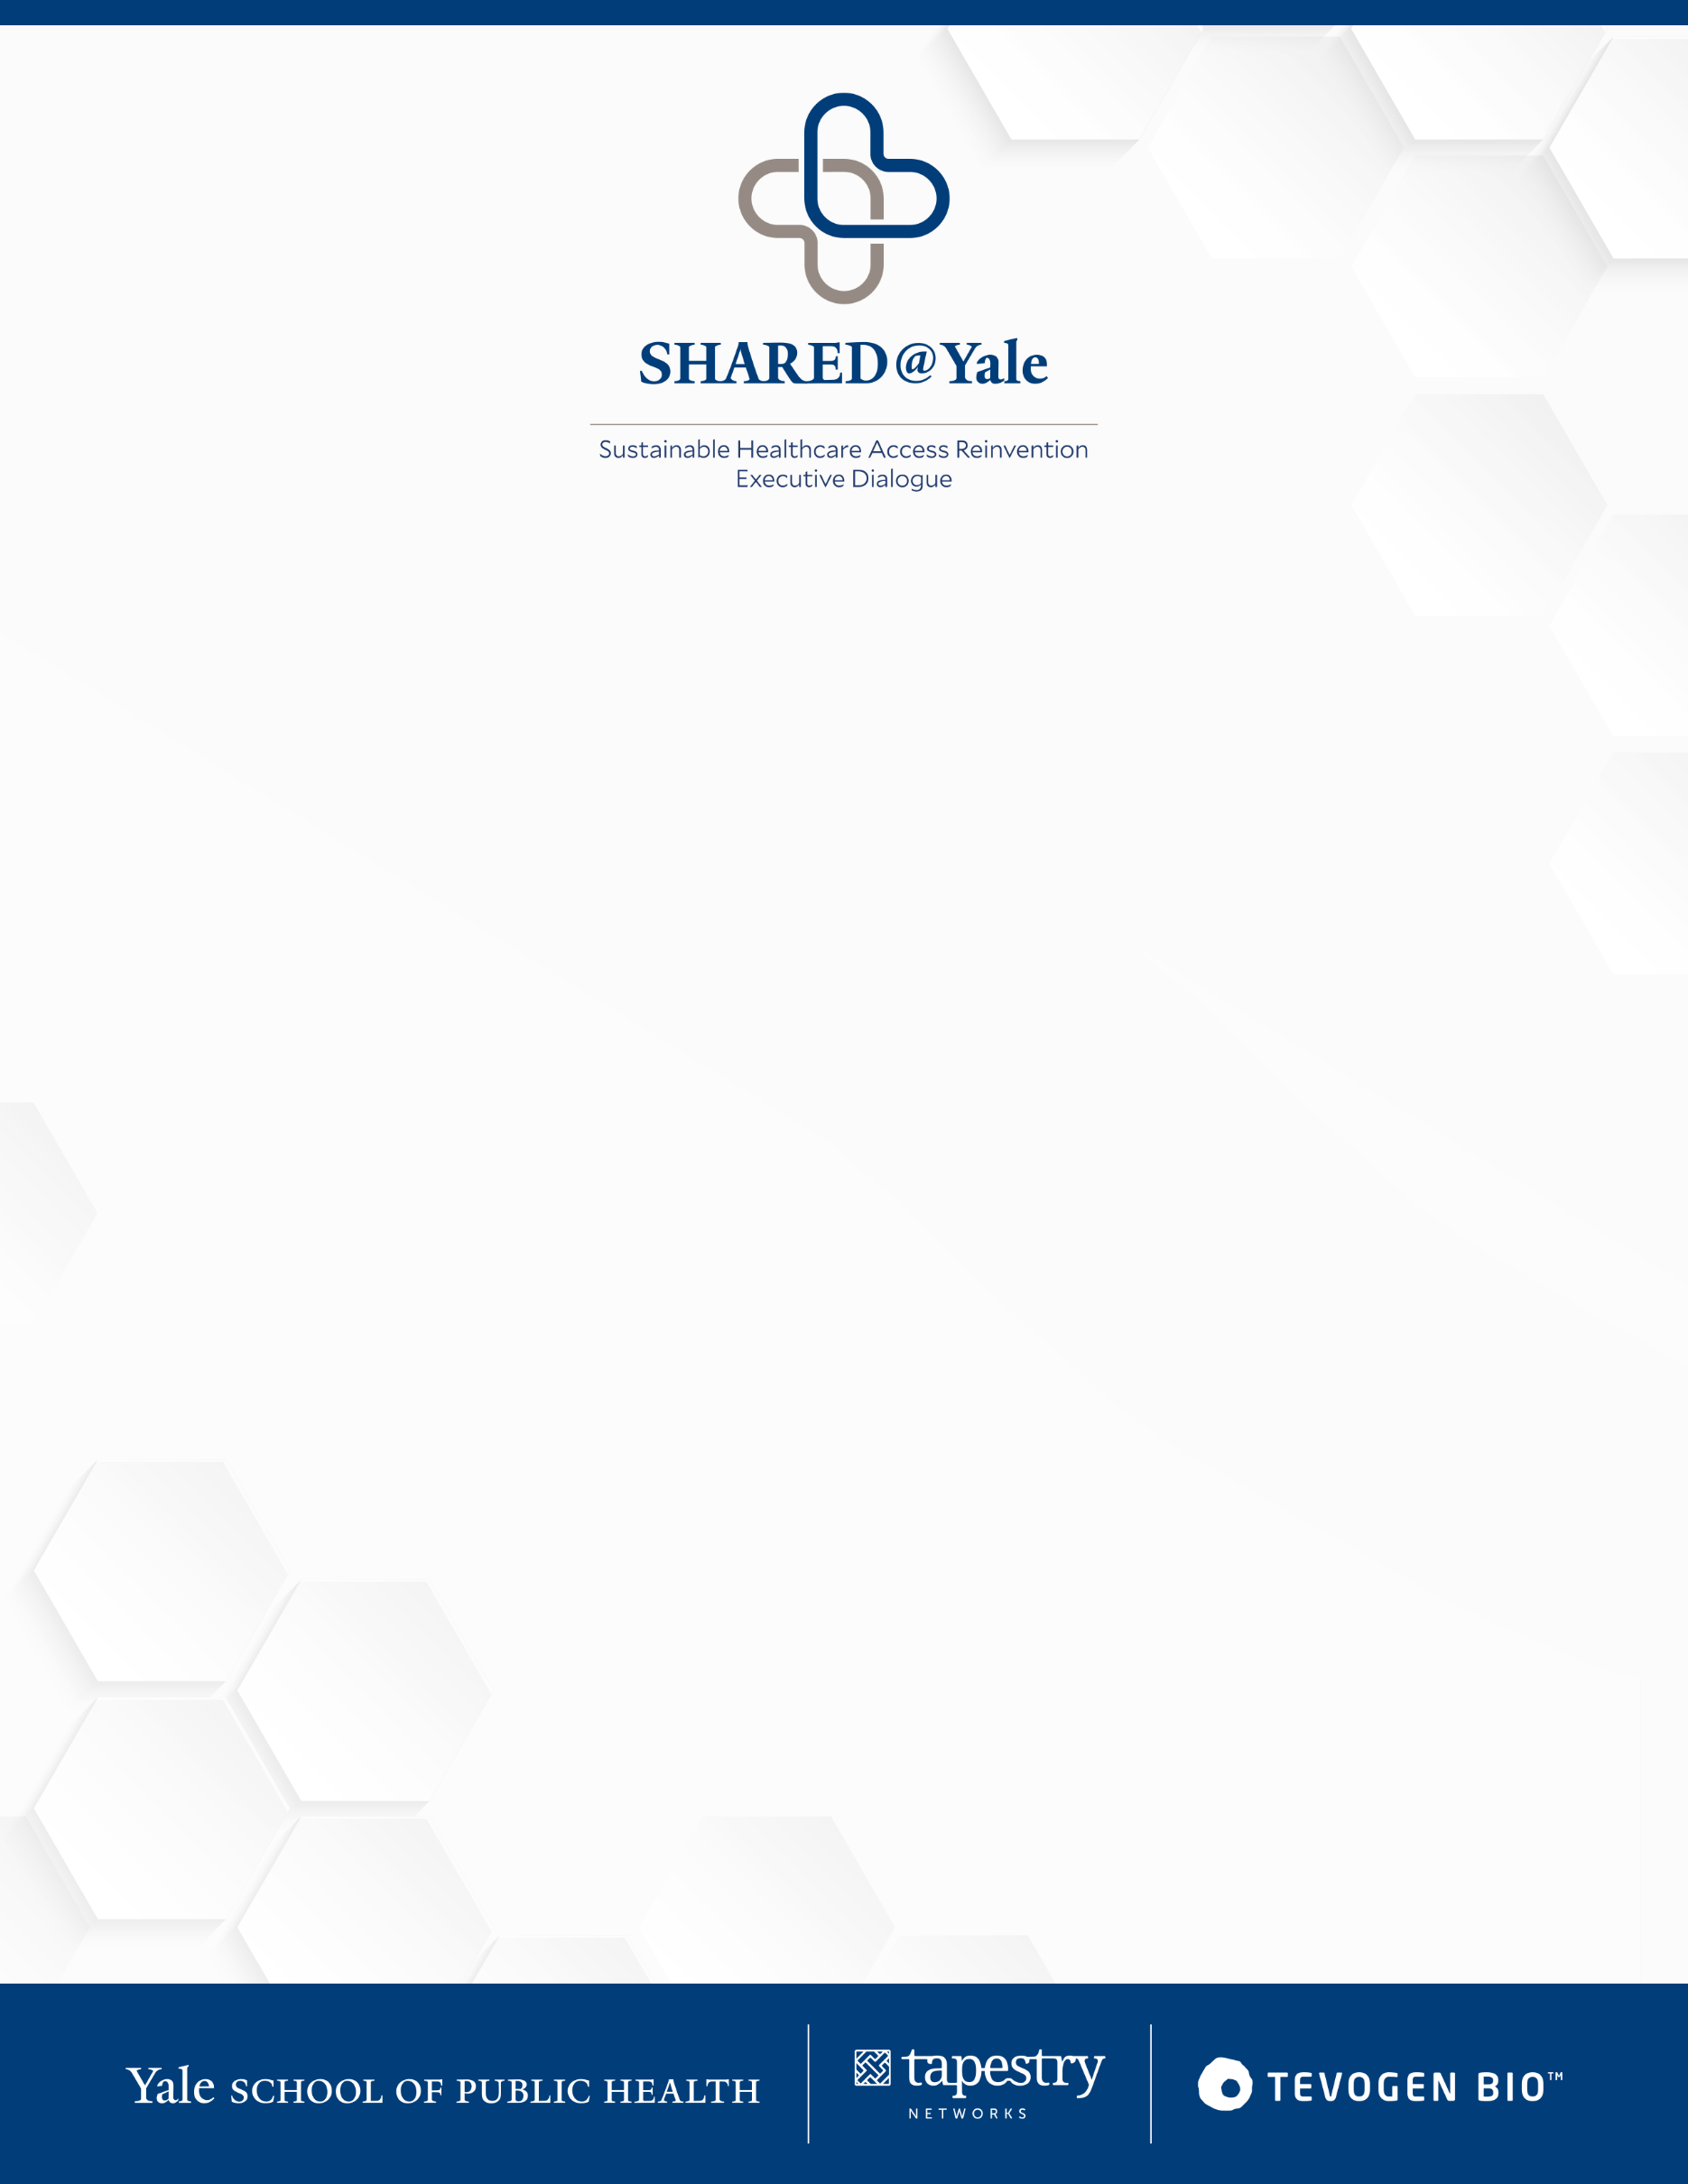 SHARED@Yale
Sustainable Healthcare Access Reinvention
Executive Dialogue
Yale SCHOOL OF PUBLIC HEALTH
tapestry
NETWORKS
TEVOGEN BIO™